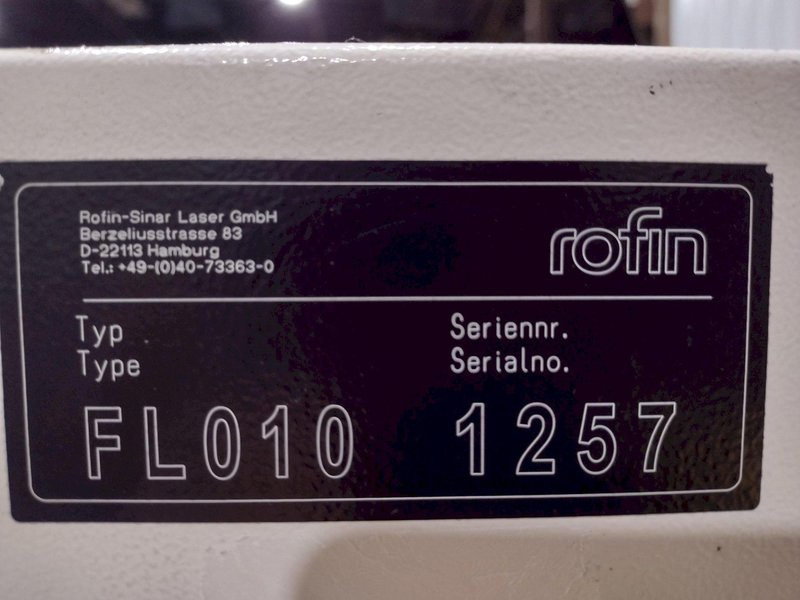 Rofin-Sinar Laser GmbH
Berzeliusstrasse 83
D-22113 Hamburg
Tel.: +49-(0)40-73363-0
rofin
Typ
Type
Seriennr.
Serialno.
FL010
1257